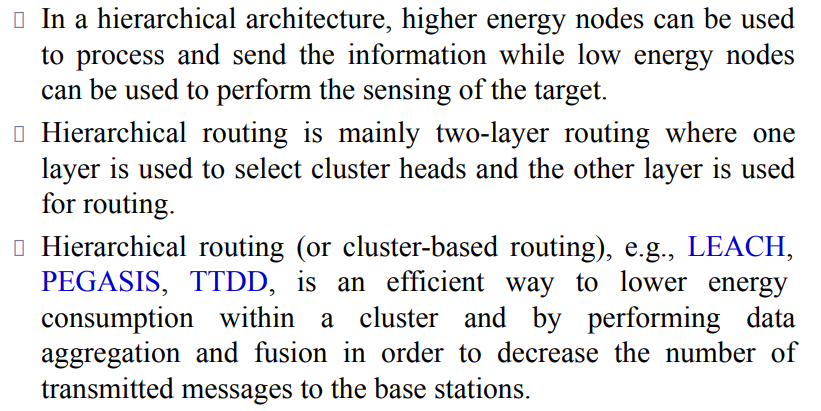 In a hierarchical architecture, higher energy nodes can be used
to process and send the information while low energy nodes
can be used to perform the sensing of the target.
Hierarchical routing is mainly two-layer routing where one
layer is used to select cluster heads and the other layer is used
for routing.
Hierarchical routing (or cluster-based routing), e.g., LEACH,
PEGASIS, TTDD, is an efficient way to lower energy
consumption within a cluster and by performing data
aggregation and fusion in order to decrease the number of
transmitted messages to the base stations.